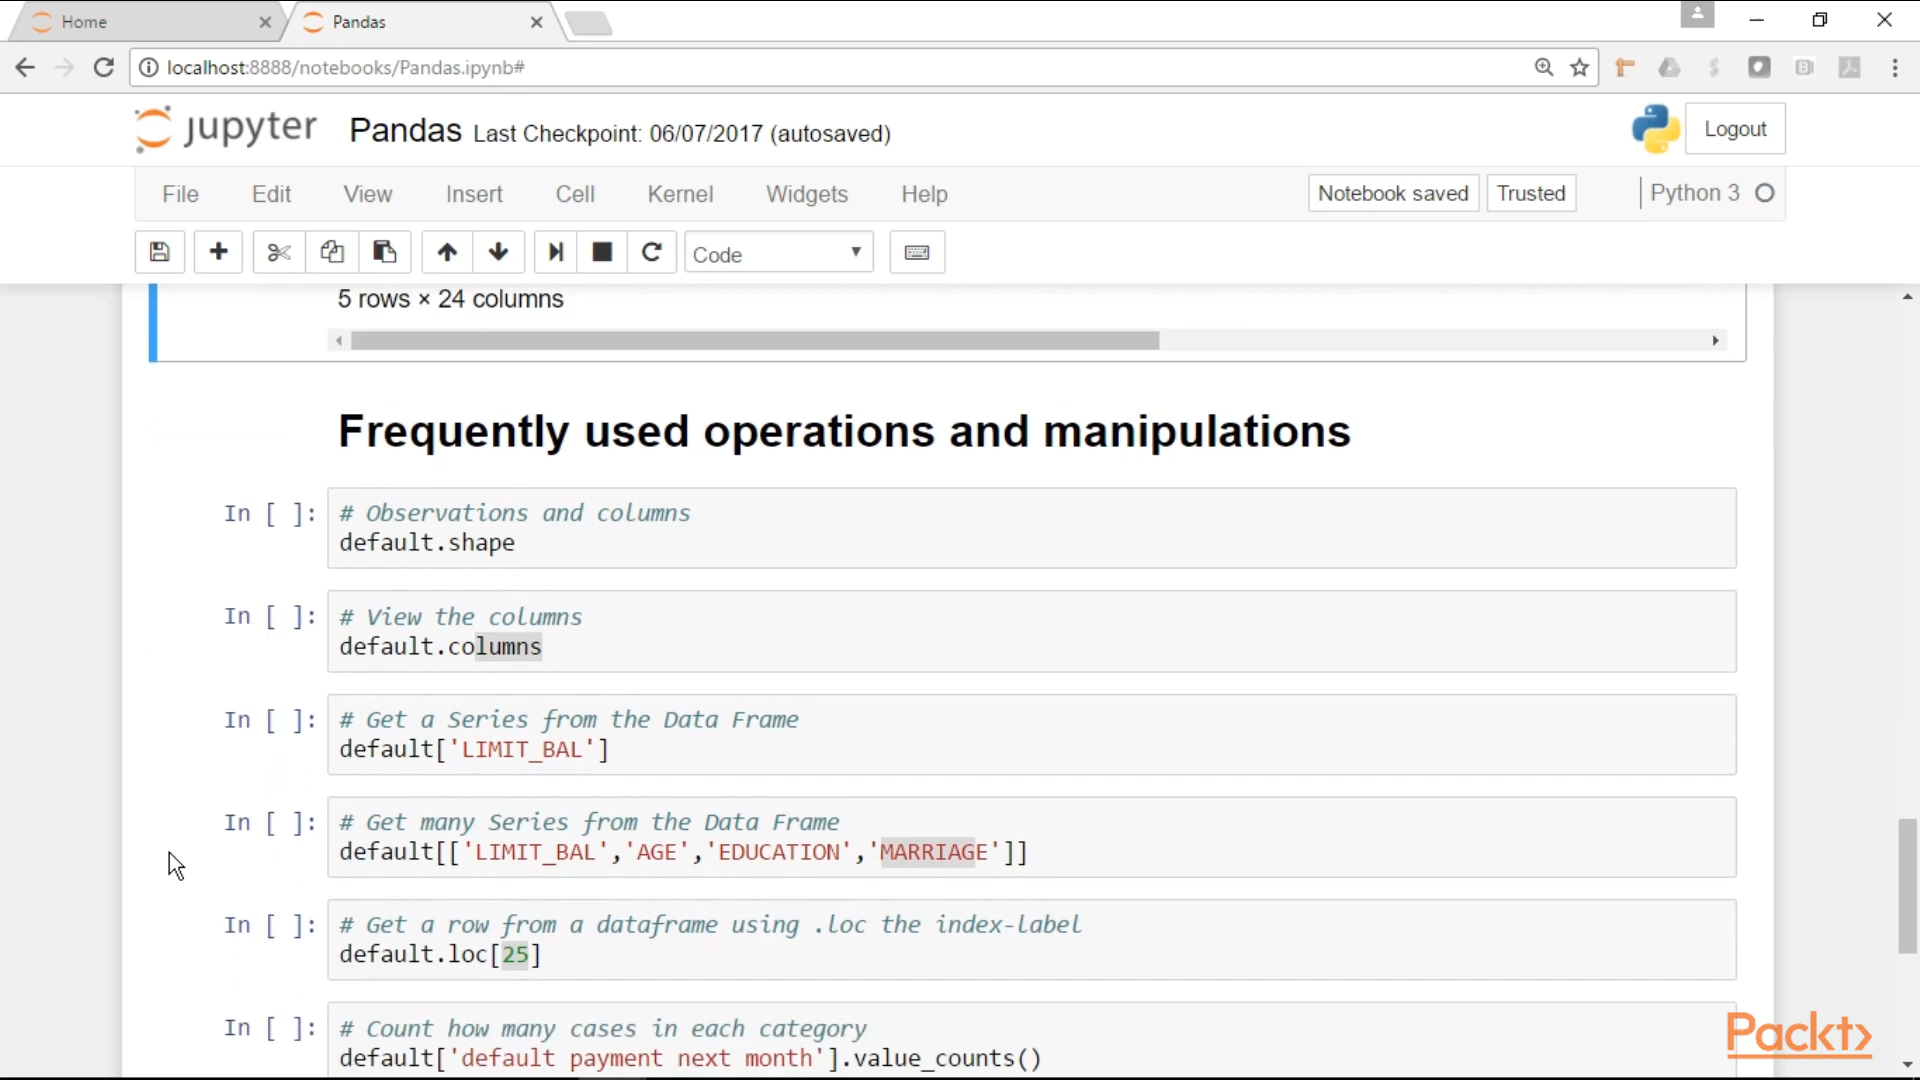 Home
Pandas
localhost:8888/notebooks/Pandas.ipynb#
jupyter Pandas Last Checkpoint: 06/07/2017 (autosaved)
Logout
File Edit View Insert Cell Kernel Widgets Help
Notebook saved Trusted Python 3
Code
5 rows × 24 columns
Frequently used operations and manipulations
In [ ]: # Observations and columns
default.shape
In [ ]: # View the columns
default.columns
In [ ]: # Get a Series from the Data Frame
default['LIMIT_BAL']
In [ ]: # Get many Series from the Data Frame
default[['LIMIT_BAL','AGE','EDUCATION','MARRIAGE']]
In [ ]: # Get a row from a dataframe using .loc the index-label
default.loc[25]
In [ ]: # Count how many cases in each category
default['default payment next month'].value_counts()
Packt>